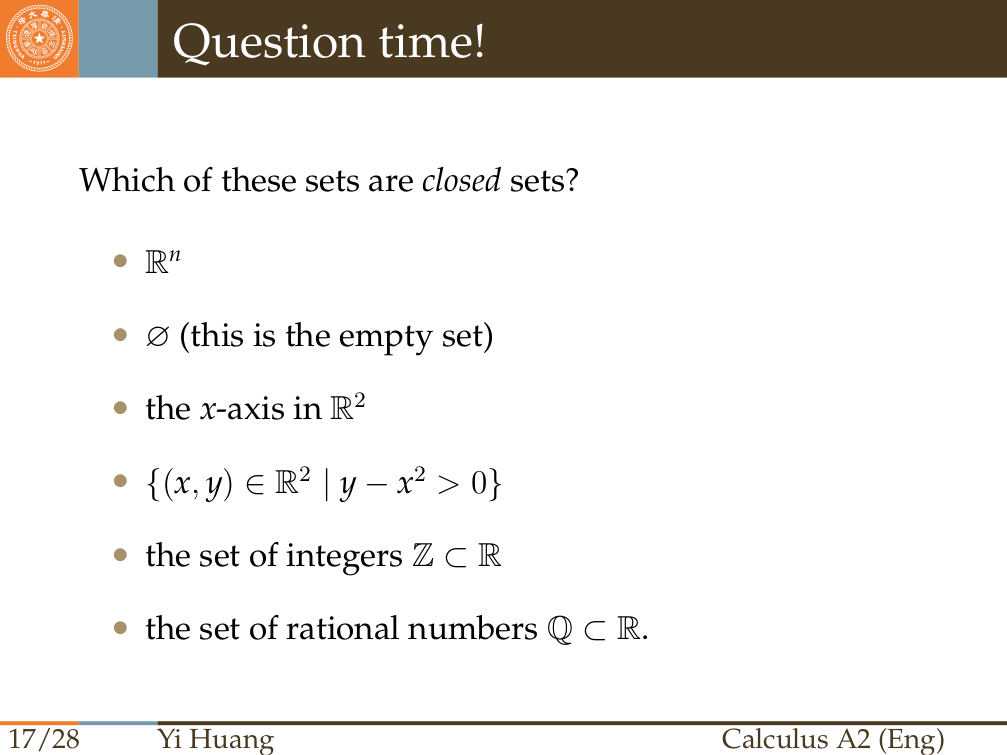 Question time!
Which of these sets are closed sets?
• ℝⁿ
• ∅ (this is the empty set)
• the x-axis in ℝ²
• {(x, y) ∈ ℝ² | y − x² > 0}
• the set of integers ℤ ⊂ ℝ
• the set of rational numbers ℚ ⊂ ℝ.
17/28 Yi Huang Calculus A2 (Eng)